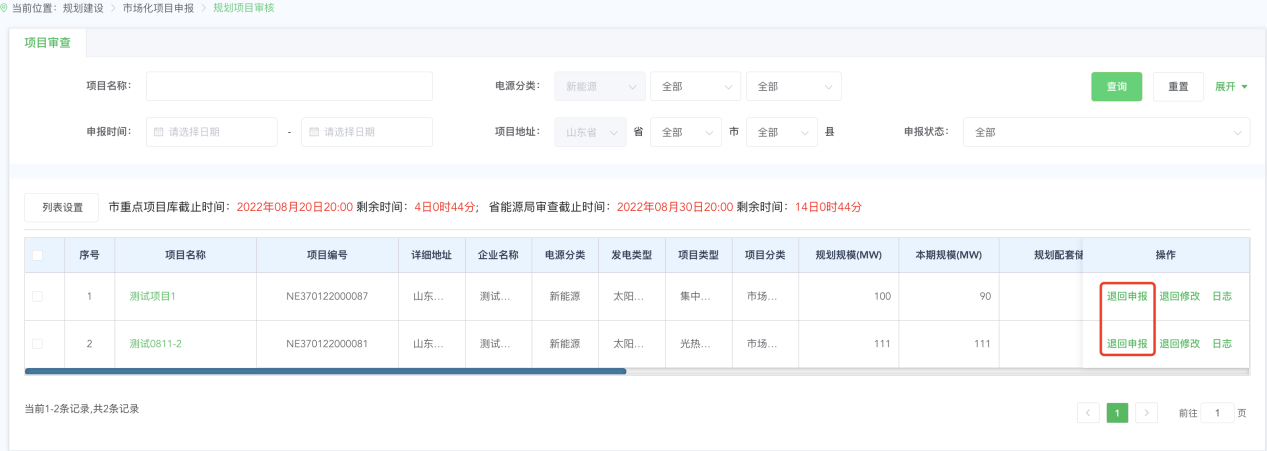 当前位置：规划建设 > 市场化项目申报 > 规划项目审核
项目审查
项目名称： 电源分类： 新能源 全部 全部 查询 重置 展开
申报时间： 请选择日期 - 请选择日期 项目地址： 山东省 省 全部 市 全部 县 申报状态： 全部
列表设置 市重点项目库截止时间：2022年08月20日20:00 剩余时间：4日0时44分; 省能源局审查截止时间：2022年08月30日20:00 剩余时间：14日0时44分
序号 项目名称 项目编号 详细地址 企业名称 电源分类 发电类型 项目类型 项目分类 规划规模(MW) 本期规模(MW) 规划配套储 操作
1 测试项目1 NE370122000087 山东... 测试... 新能源 太阳... 集中... 市场... 100 90 退回申报 退回修改 日志
2 测试0811-2 NE370122000081 山东... 测试... 新能源 太阳... 光热... 市场... 111 111 退回申报 退回修改 日志
当前1-2条记录,共2条记录 < 1 > 前往 1 页